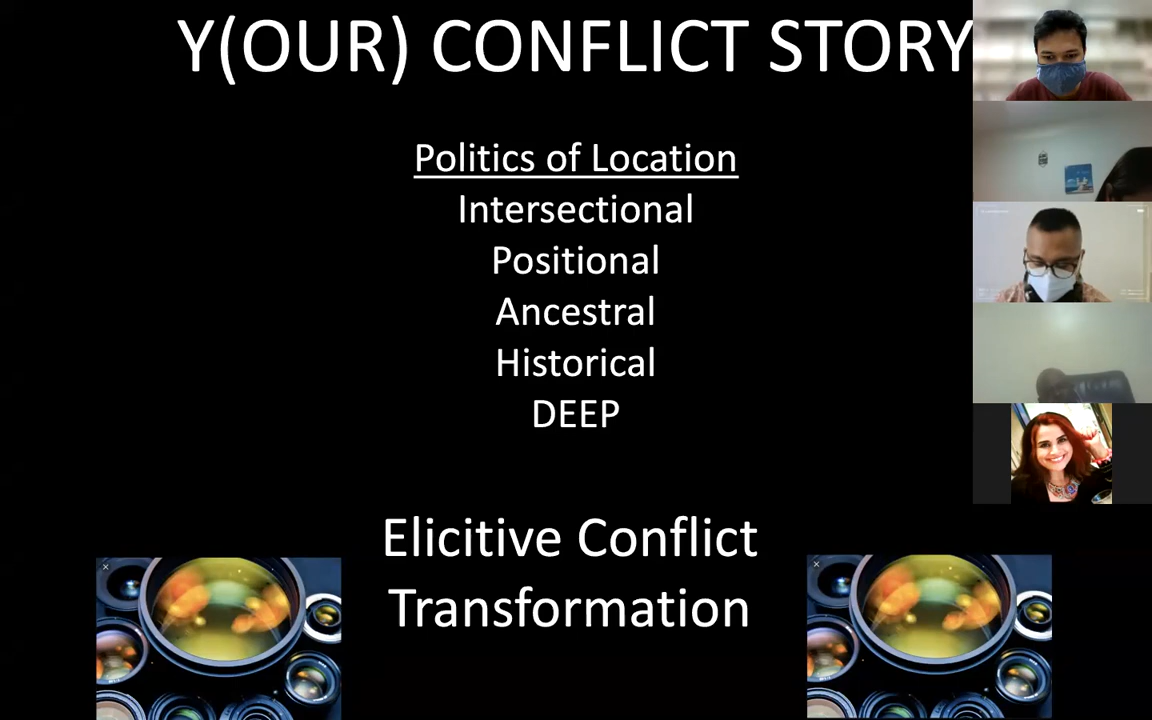 Y(OUR) CONFLICT STORY
Politics of Location
Intersectional
Positional
Ancestral
Historical
DEEP
Elicitive Conflict
Transformation